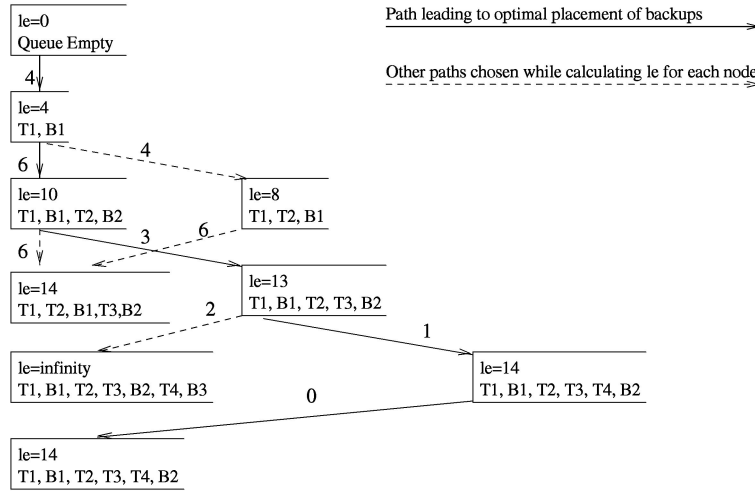 le=0
Queue Empty
Path leading to optimal placement of backups
Other paths chosen while calculating le for each node
4
le=4
T1, B1
6
4
le=10
T1, B1, T2, B2
le=8
T1, T2, B1
6
3
6
le=14
T1, T2, B1,T3,B2
le=13
T1, B1, T2, T3, B2
2
1
le=infinity
T1, B1, T2, T3, B2, T4, B3
le=14
T1, B1, T2, T3, T4, B2
0
le=14
T1, B1, T2, T3, T4, B2